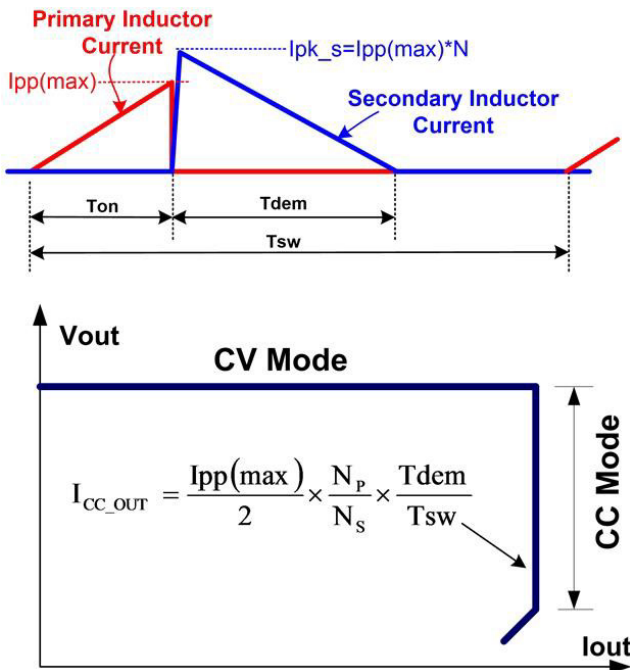 Primary Inductor
Current
Ipk_s=Ipp(max)*N
Ipp(max)
Secondary Inductor
Current
Ton
Tdem
Tsw
Vout
CV Mode
I_CC_OUT = Ipp(max)/2 × N_P/N_S × Tdem/Tsw
CC Mode
Iout